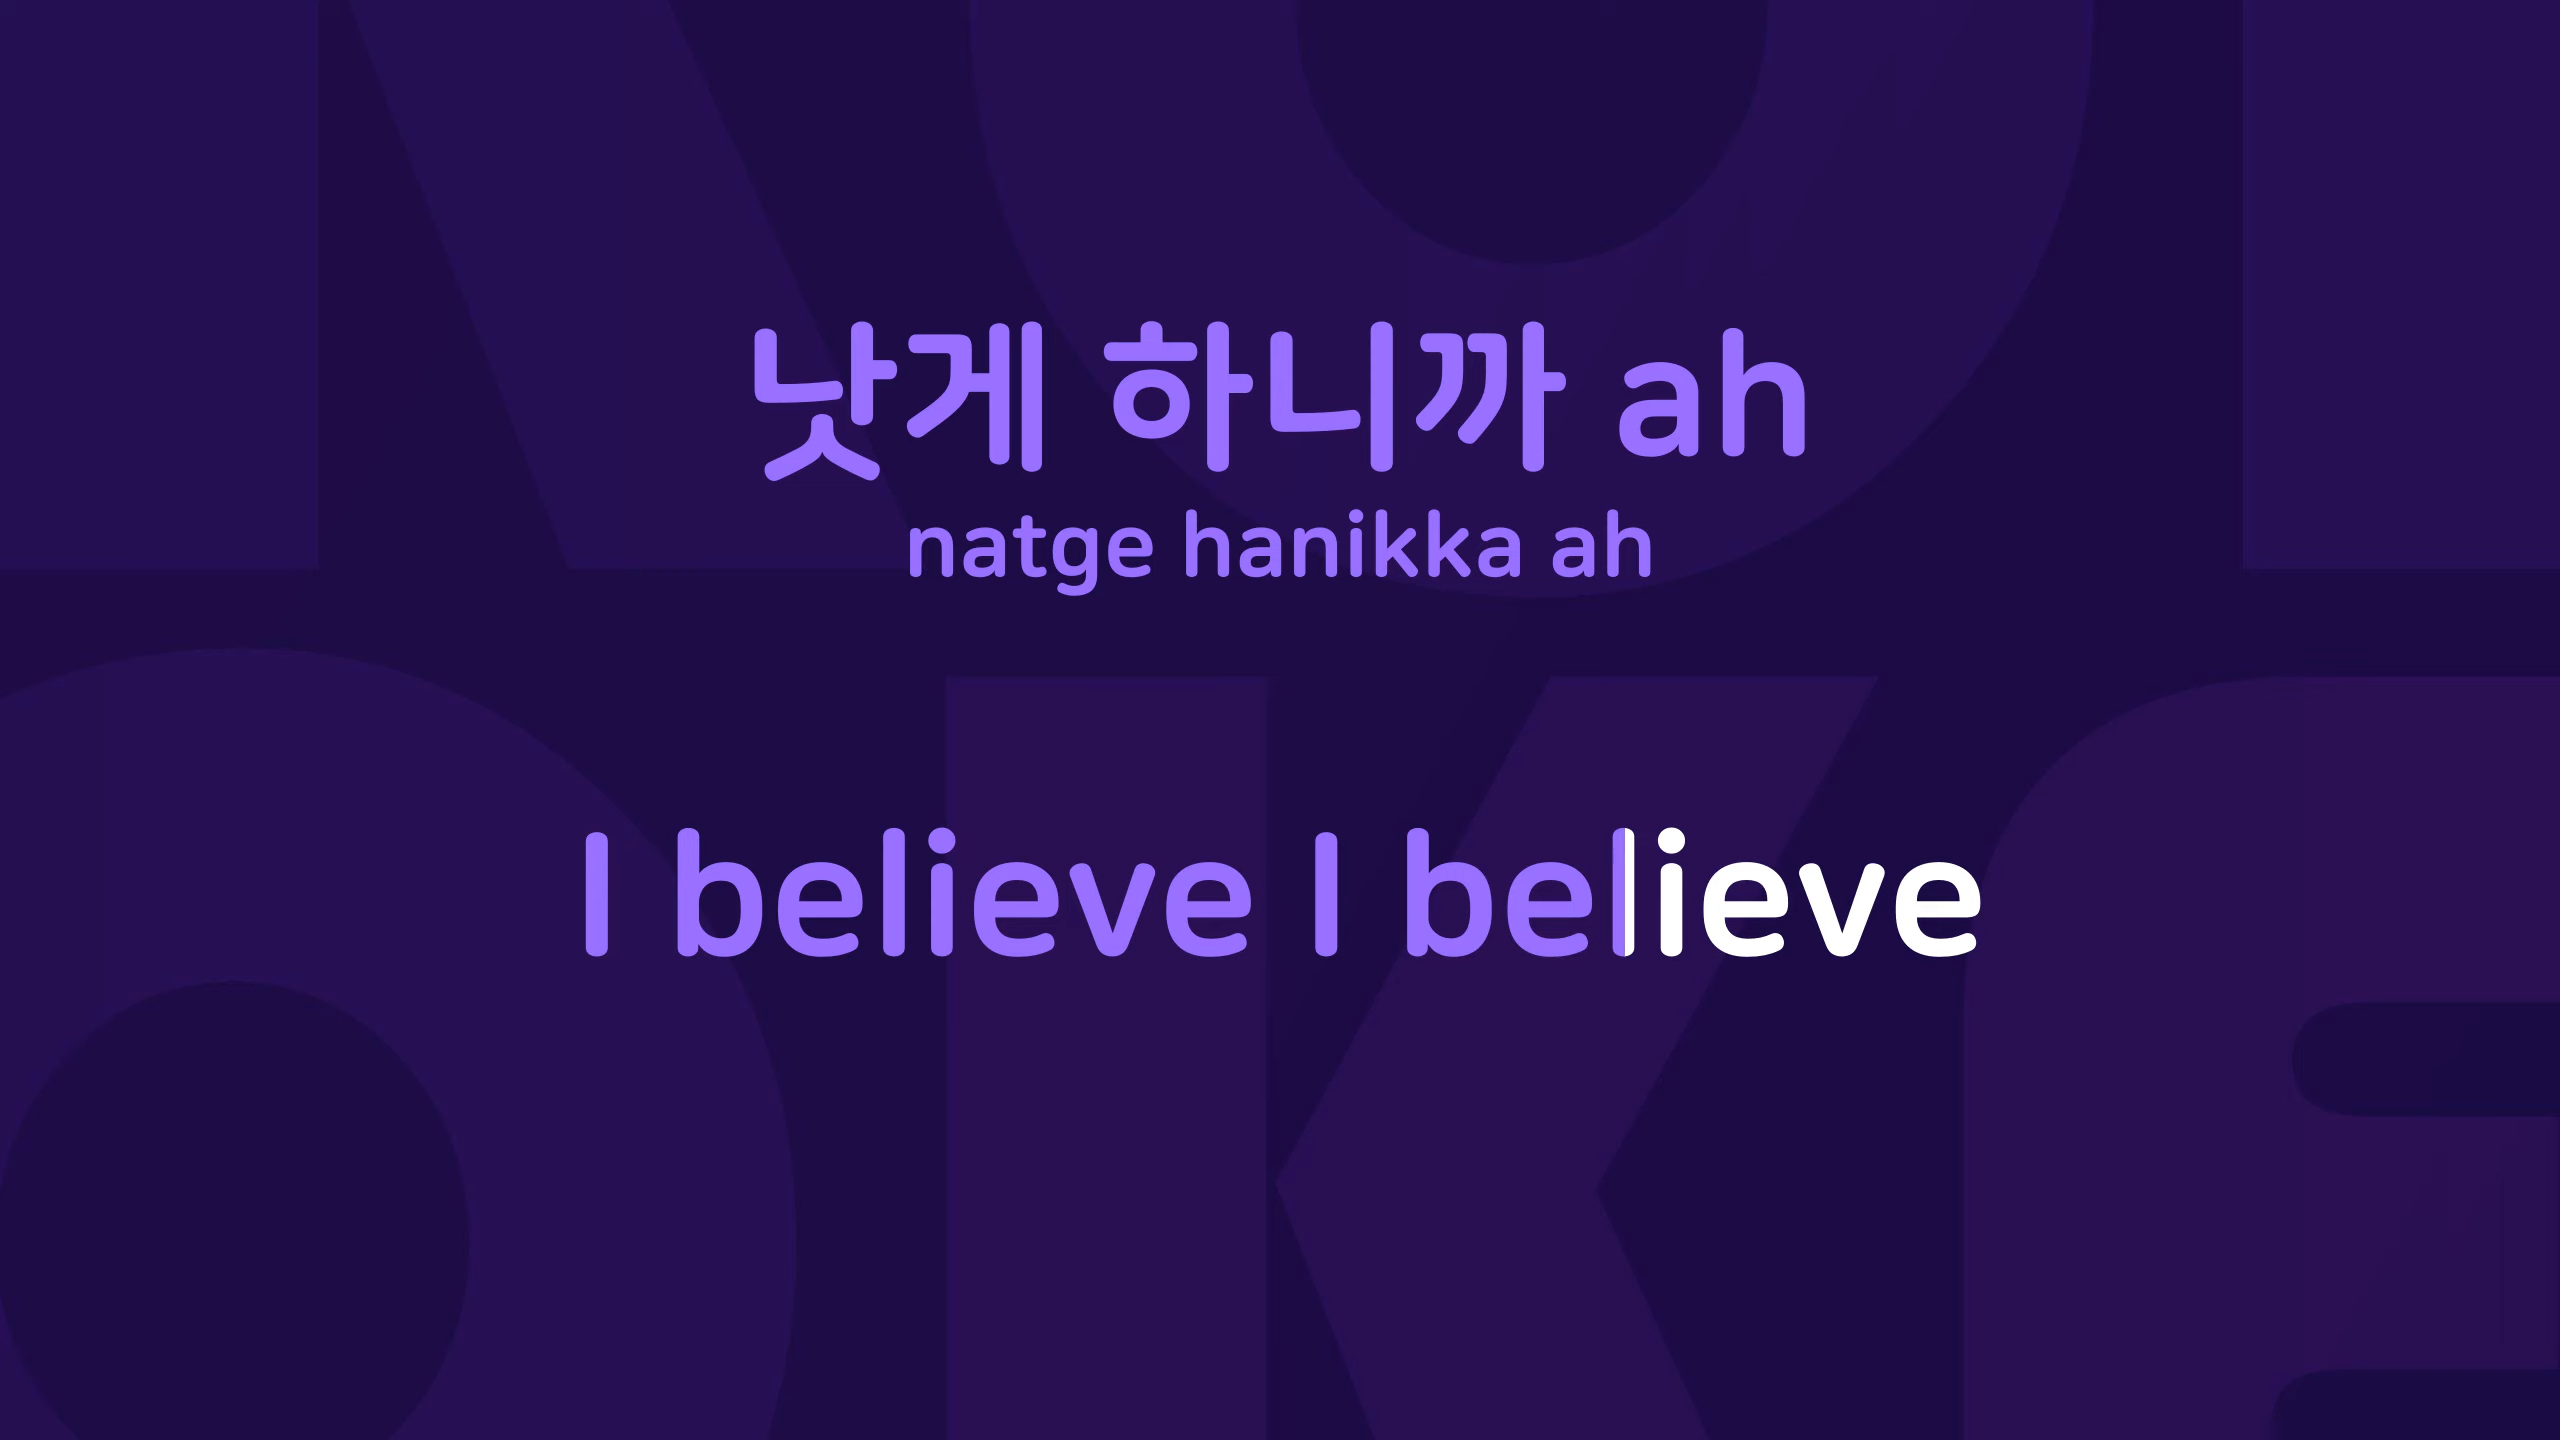 낫게 하니까 ah
natge hanikka ah
I believe I believe